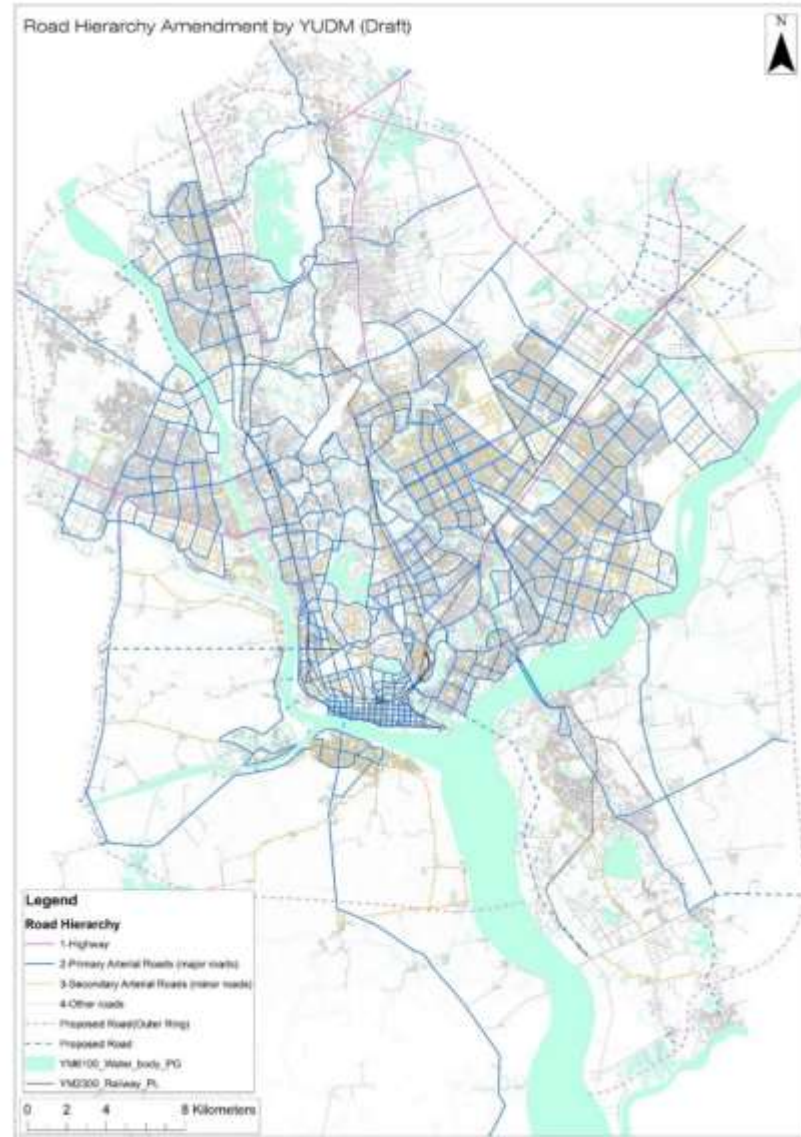 Road Hierarchy Amendment by YUDM (Draft)
N
Legend
Road Hierarchy
1-Highway
2-Primary Arterial Roads (major roads)
3-Secondary Arterial Roads (minor roads)
4-Other roads
Proposed Road(Outer Ring)
Proposed Road
YM6100_Water_body_PG
YM2300_Railway_PL
0 2 4 8 Kilometers